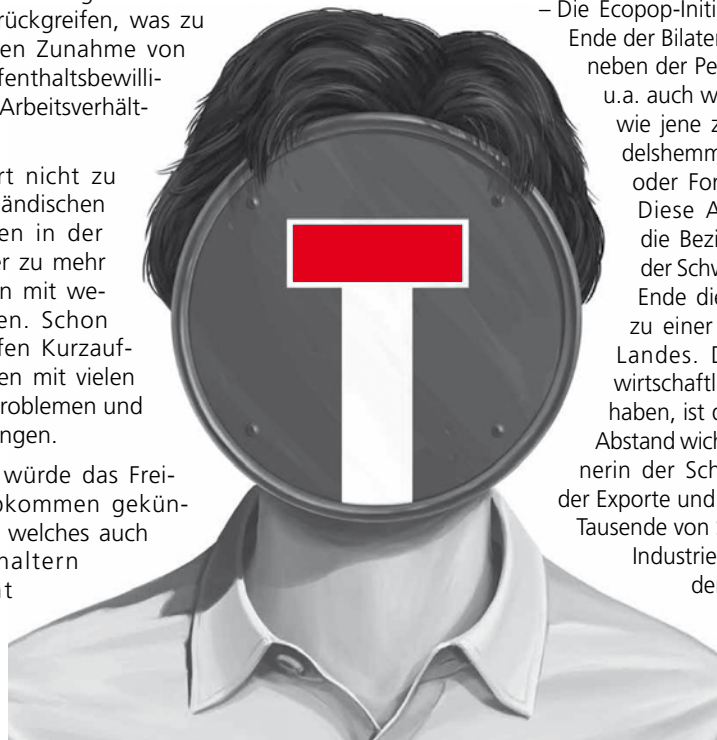 rückgreifen, was zu
en Zunahme von
fenthaltsbewilli-
Arbeitsverhält-
rt nicht zu
ändischen
en in der
er zu mehr
n mit we-
en. Schon
fen Kurzauf-
en mit vielen
roblemen und
ngen.
würde das Frei-
bkommen gekün-
welches auch
haltern
– Die Ecopop-Initi
Ende der Bilater
neben der Pe
u.a. auch w
wie jene z
delshemm
oder For
Diese A
die Bezi
der Schw
Ende die
zu einer
Landes. D
wirtschaftl
haben, ist d
Abstand wich
nerin der Sch
der Exporte und
Tausende von
Industrie
de